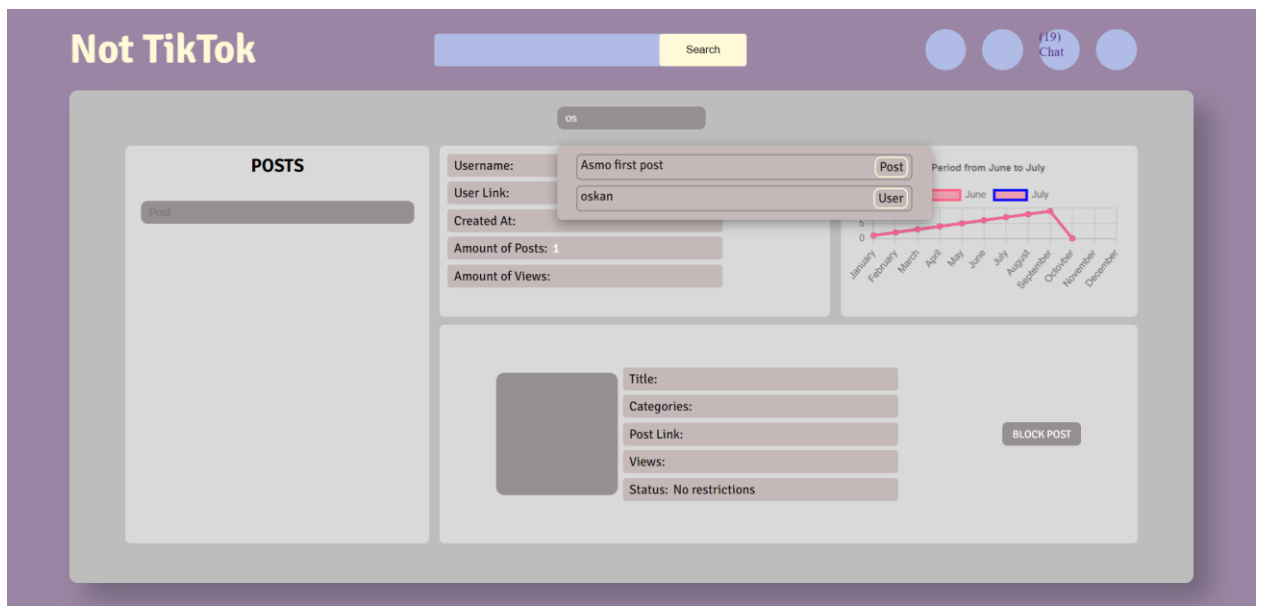 Not TikTok
Search
(19)
Chat
os
POSTS
Post
Username:
User Link:
Created At:
Amount of Posts: 1
Amount of Views:
Asmo first post Post
oskan User
Period from June to July
June July
5
0
January February March April May June July August September Octovber November December
Title:
Categories:
Post Link:
Views:
Status: No restrictions
BLOCK POST